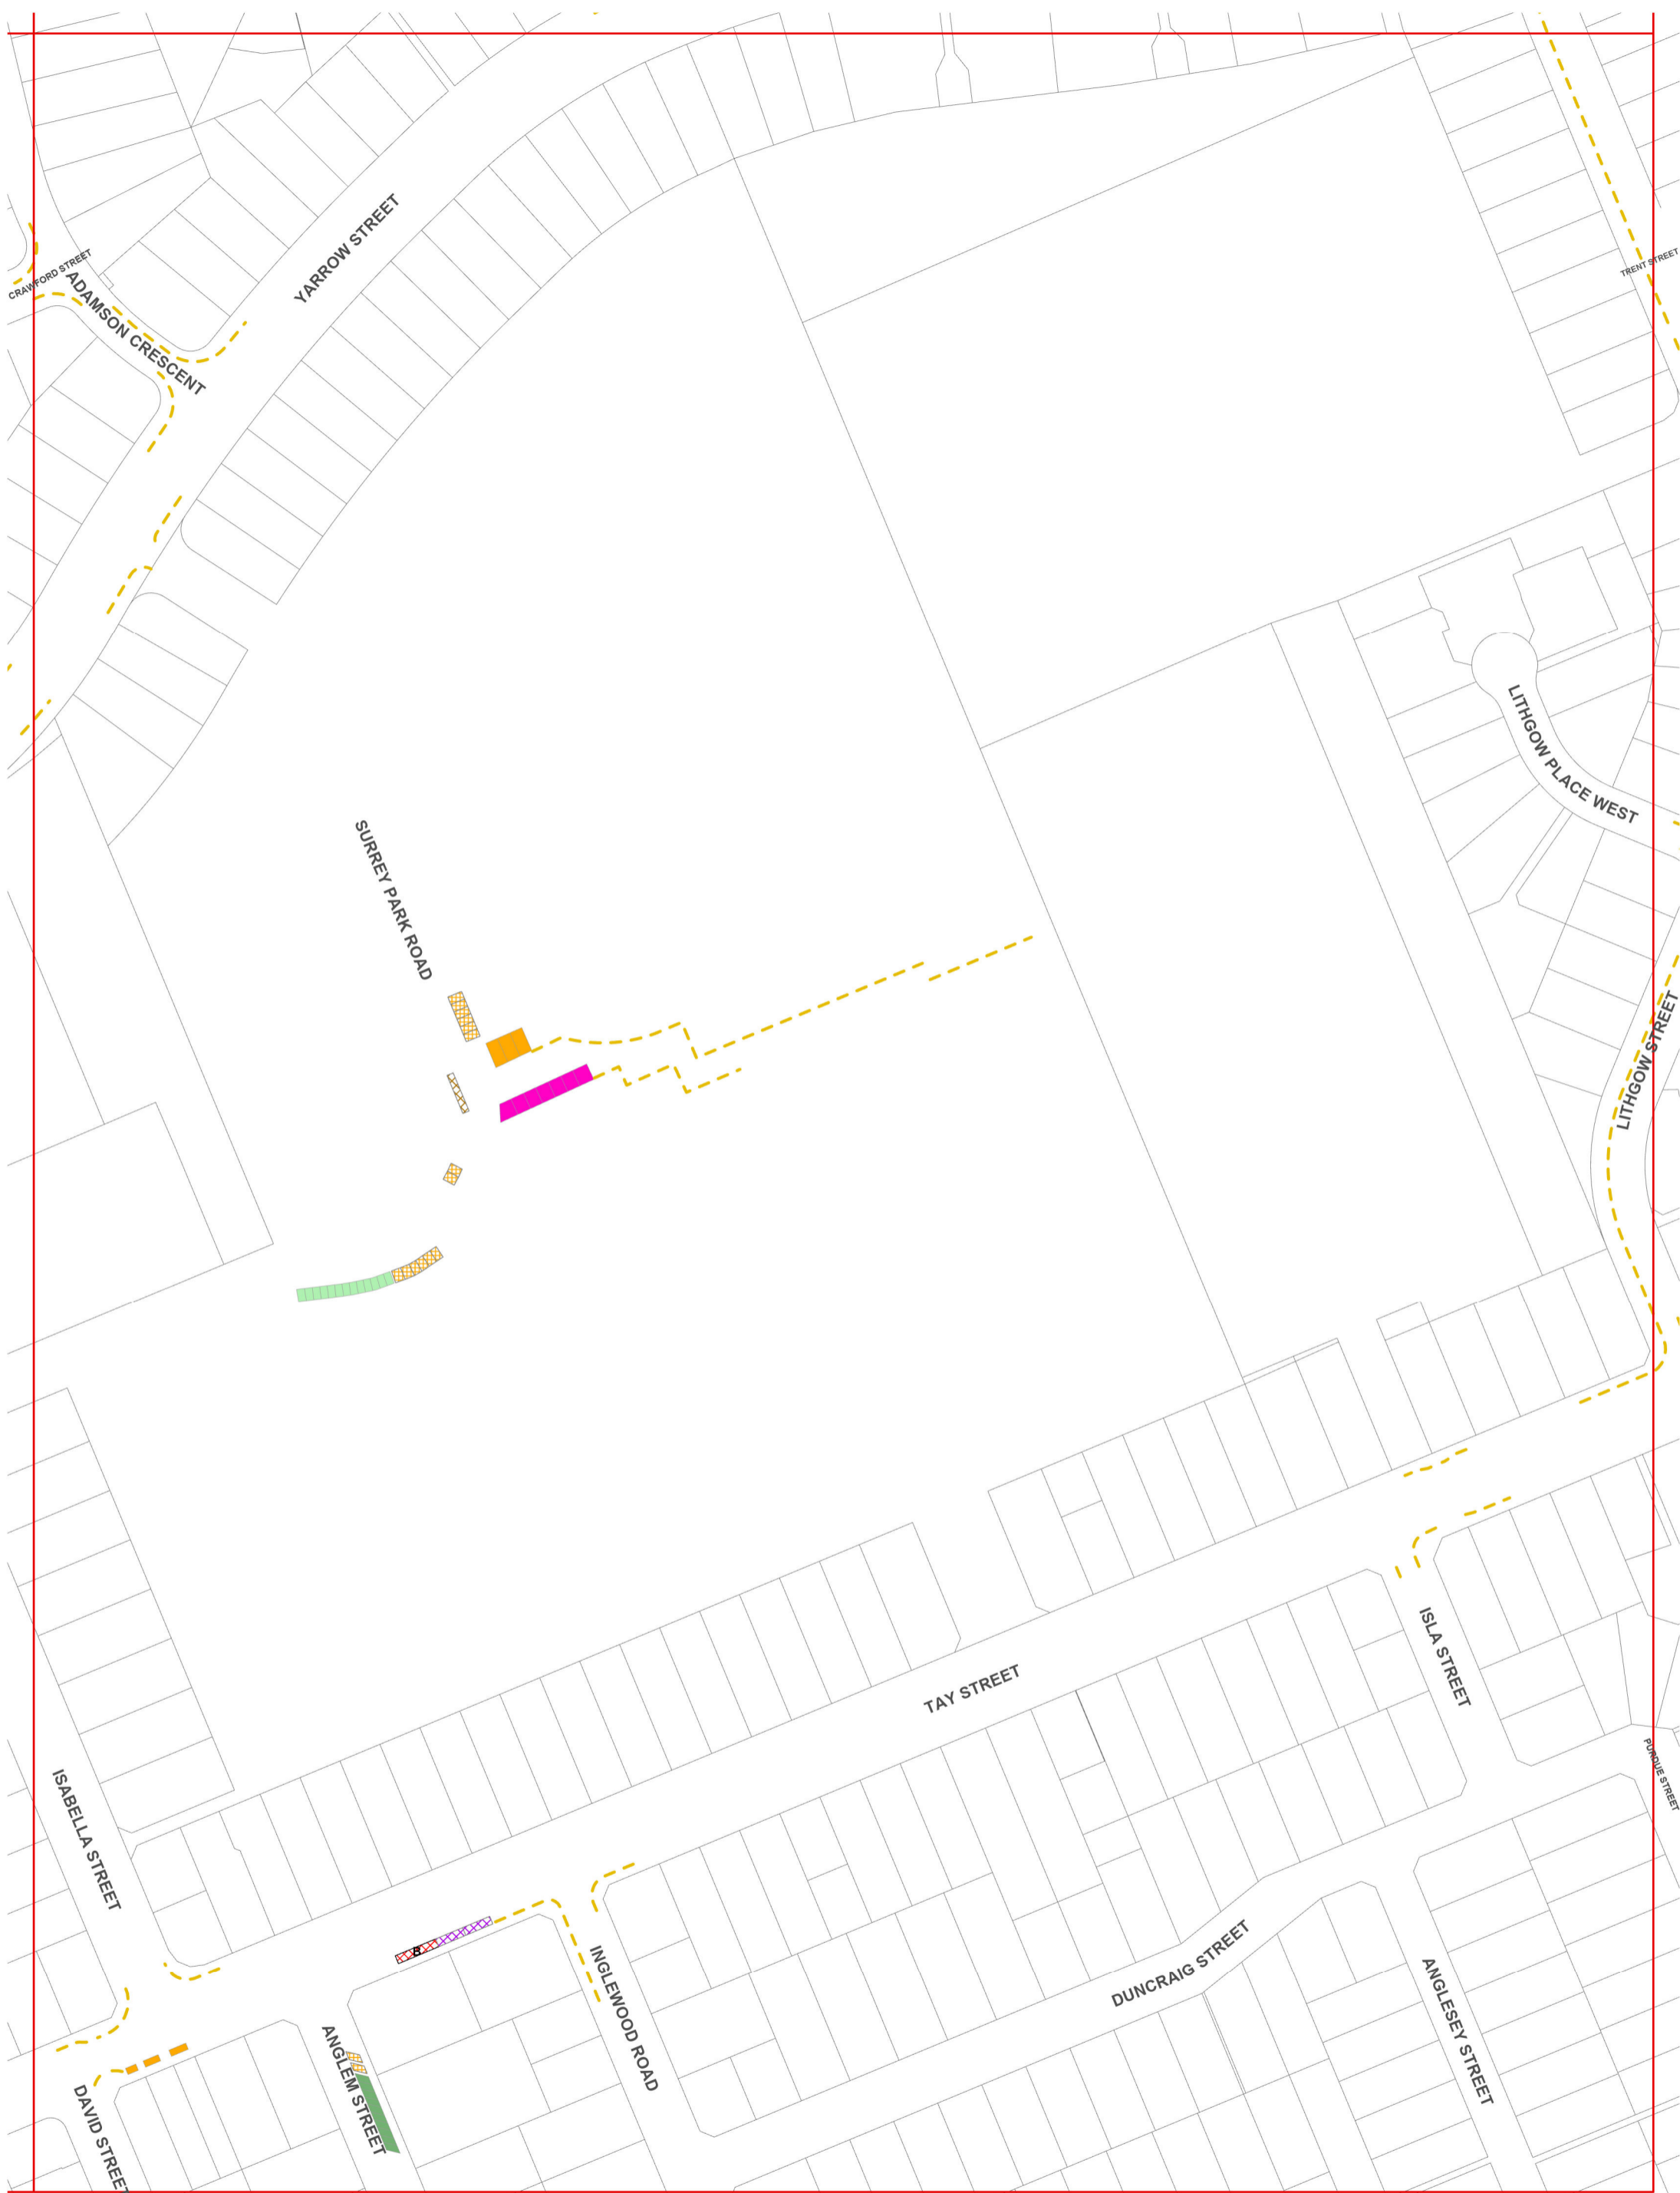 YARROW STREET
TRENT STREET
CRAWFORD STREET
ADAMSON CRESCENT
LITHGOW PLACE WEST
SURREY PARK ROAD
LITHGOW STREET
ISLA STREET
TAY STREET
PURDUE STREET
ISABELLA STREET
B
INGLEWOOD ROAD
DUNCRAIG STREET
ANGLESEY STREET
ANGLEM STREET
DAVID STREET